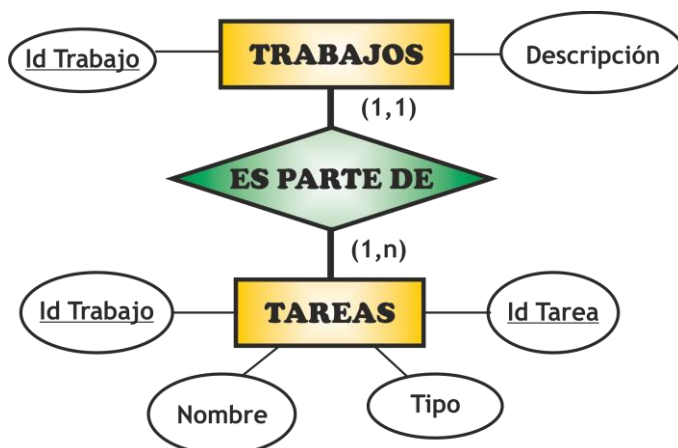 Id Trabajo
TRABAJOS
Descripción
(1,1)
ES PARTE DE
(1,n)
Id Trabajo
TAREAS
Id Tarea
Nombre
Tipo